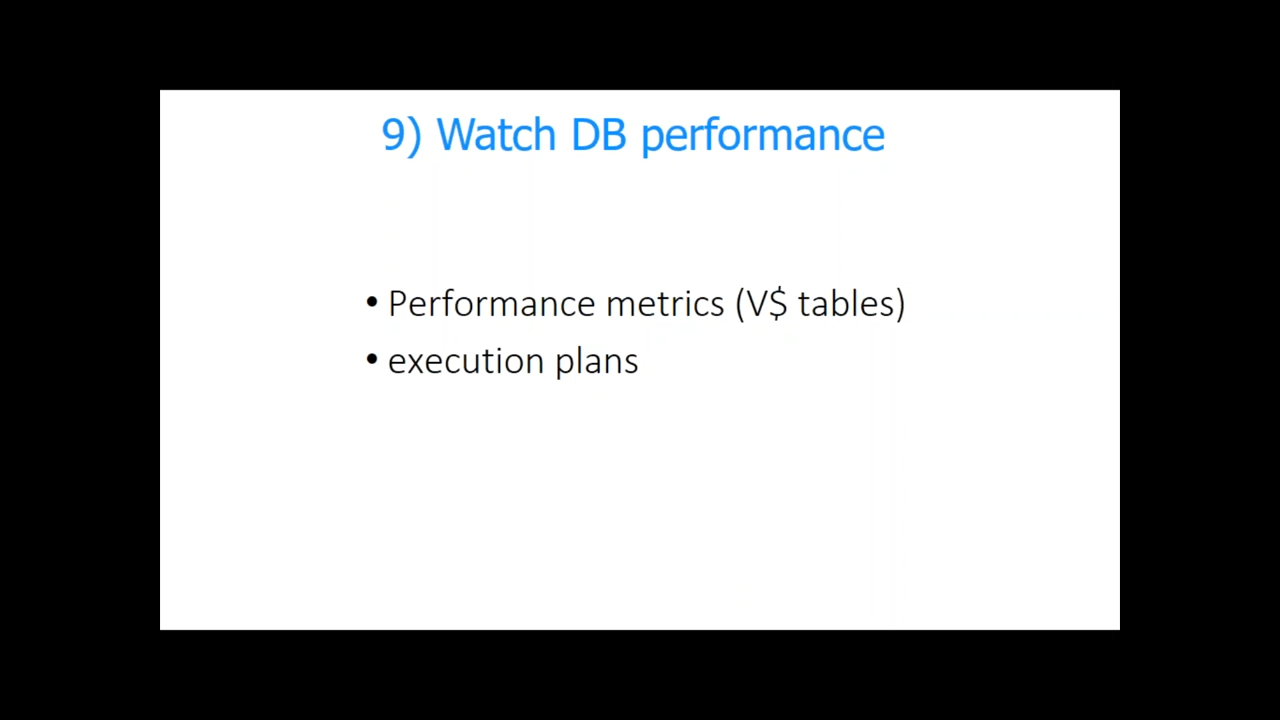 9) Watch DB performance
• Performance metrics (V$ tables)
• execution plans